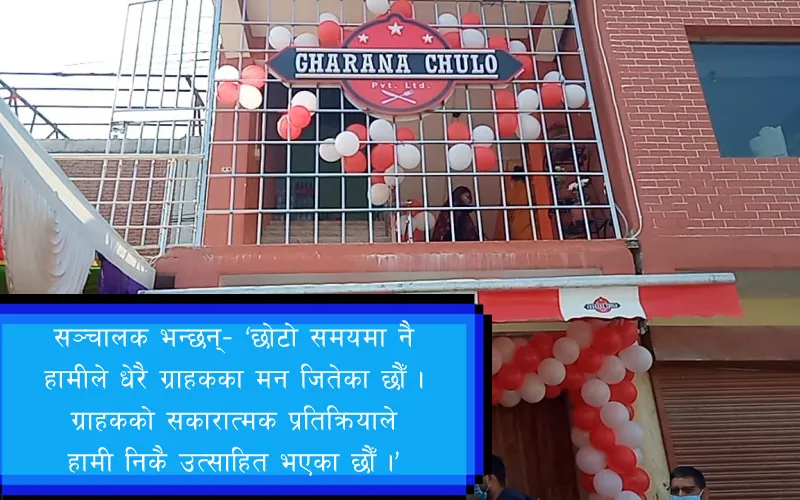 GHARANA CHULO
Pvt. Ltd.
सञ्चालक भन्छन्- ‘छोटो समयमा नै
हामीले धेरै ग्राहकका मन जितेका छौँ ।
ग्राहकको सकारात्मक प्रतिक्रियाले
हामी निकै उत्साहित भएका छौँ ।’